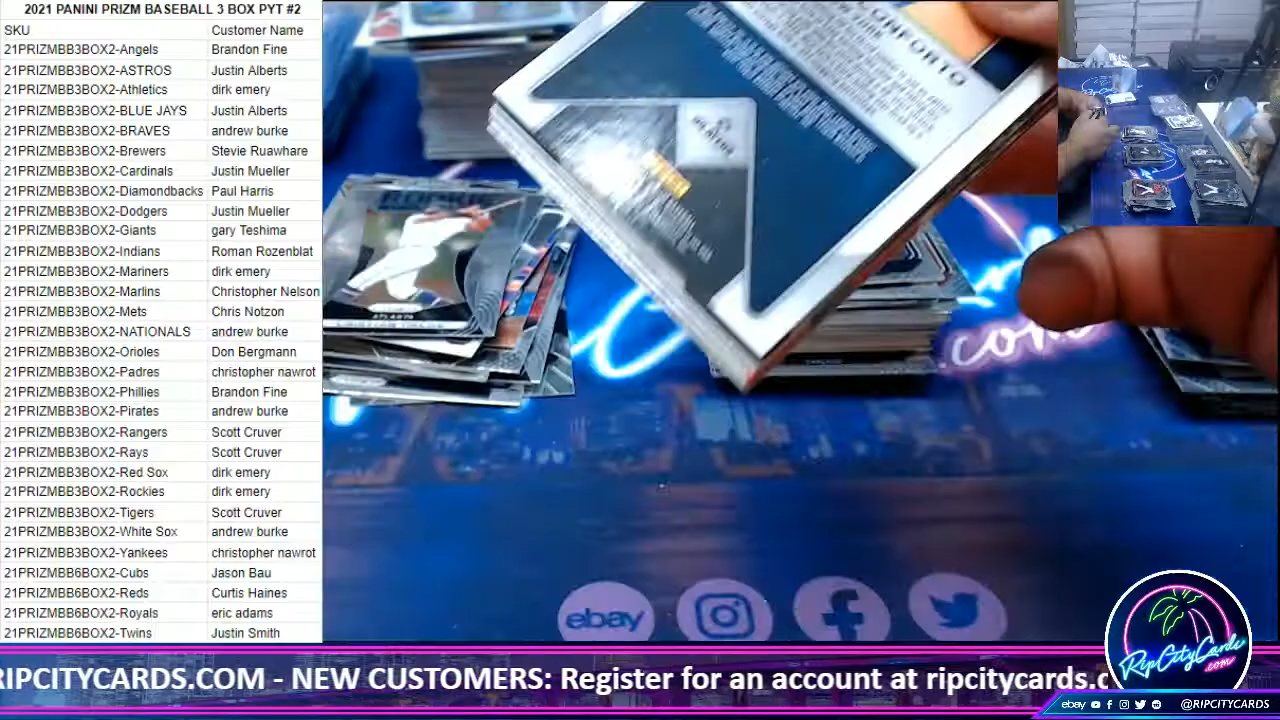 2021 PANINI PRIZM BASEBALL 3 BOX PYT #2
SKU Customer Name
21PRIZMBB3BOX2-Angels Brandon Fine
21PRIZMBB3BOX2-ASTROS Justin Alberts
21PRIZMBB3BOX2-Athletics dirk emery
21PRIZMBB3BOX2-BLUE JAYS Justin Alberts
21PRIZMBB3BOX2-BRAVES andrew burke
21PRIZMBB3BOX2-Brewers Stevie Ruawhare
21PRIZMBB3BOX2-Cardinals Justin Mueller
21PRIZMBB3BOX2-Diamondbacks Paul Harris
21PRIZMBB3BOX2-Dodgers Justin Mueller
21PRIZMBB3BOX2-Giants gary Teshima
21PRIZMBB3BOX2-Indians Roman Rozenblat
21PRIZMBB3BOX2-Mariners dirk emery
21PRIZMBB3BOX2-Marlins Christopher Nelson
21PRIZMBB3BOX2-Mets Chris Notzon
21PRIZMBB3BOX2-NATIONALS andrew burke
21PRIZMBB3BOX2-Orioles Don Bergmann
21PRIZMBB3BOX2-Padres christopher nawrot
21PRIZMBB3BOX2-Phillies Brandon Fine
21PRIZMBB3BOX2-Pirates andrew burke
21PRIZMBB3BOX2-Rangers Scott Cruver
21PRIZMBB3BOX2-Rays Scott Cruver
21PRIZMBB3BOX2-Red Sox dirk emery
21PRIZMBB3BOX2-Rockies dirk emery
21PRIZMBB3BOX2-Tigers Scott Cruver
21PRIZMBB3BOX2-White Sox andrew burke
21PRIZMBB3BOX2-Yankees christopher nawrot
21PRIZMBB6BOX2-Cubs Jason Bau
21PRIZMBB6BOX2-Reds Curtis Haines
21PRIZMBB6BOX2-Royals eric adams
21PRIZMBB6BOX2-Twins Justin Smith
ROOKIE
ATLANTA
.com
ebay
RIPCITYCARDS.COM - NEW CUSTOMERS: Register for an account at ripcitycards.c
RipCityCards
.com
ebay @RIPCITYCARDS